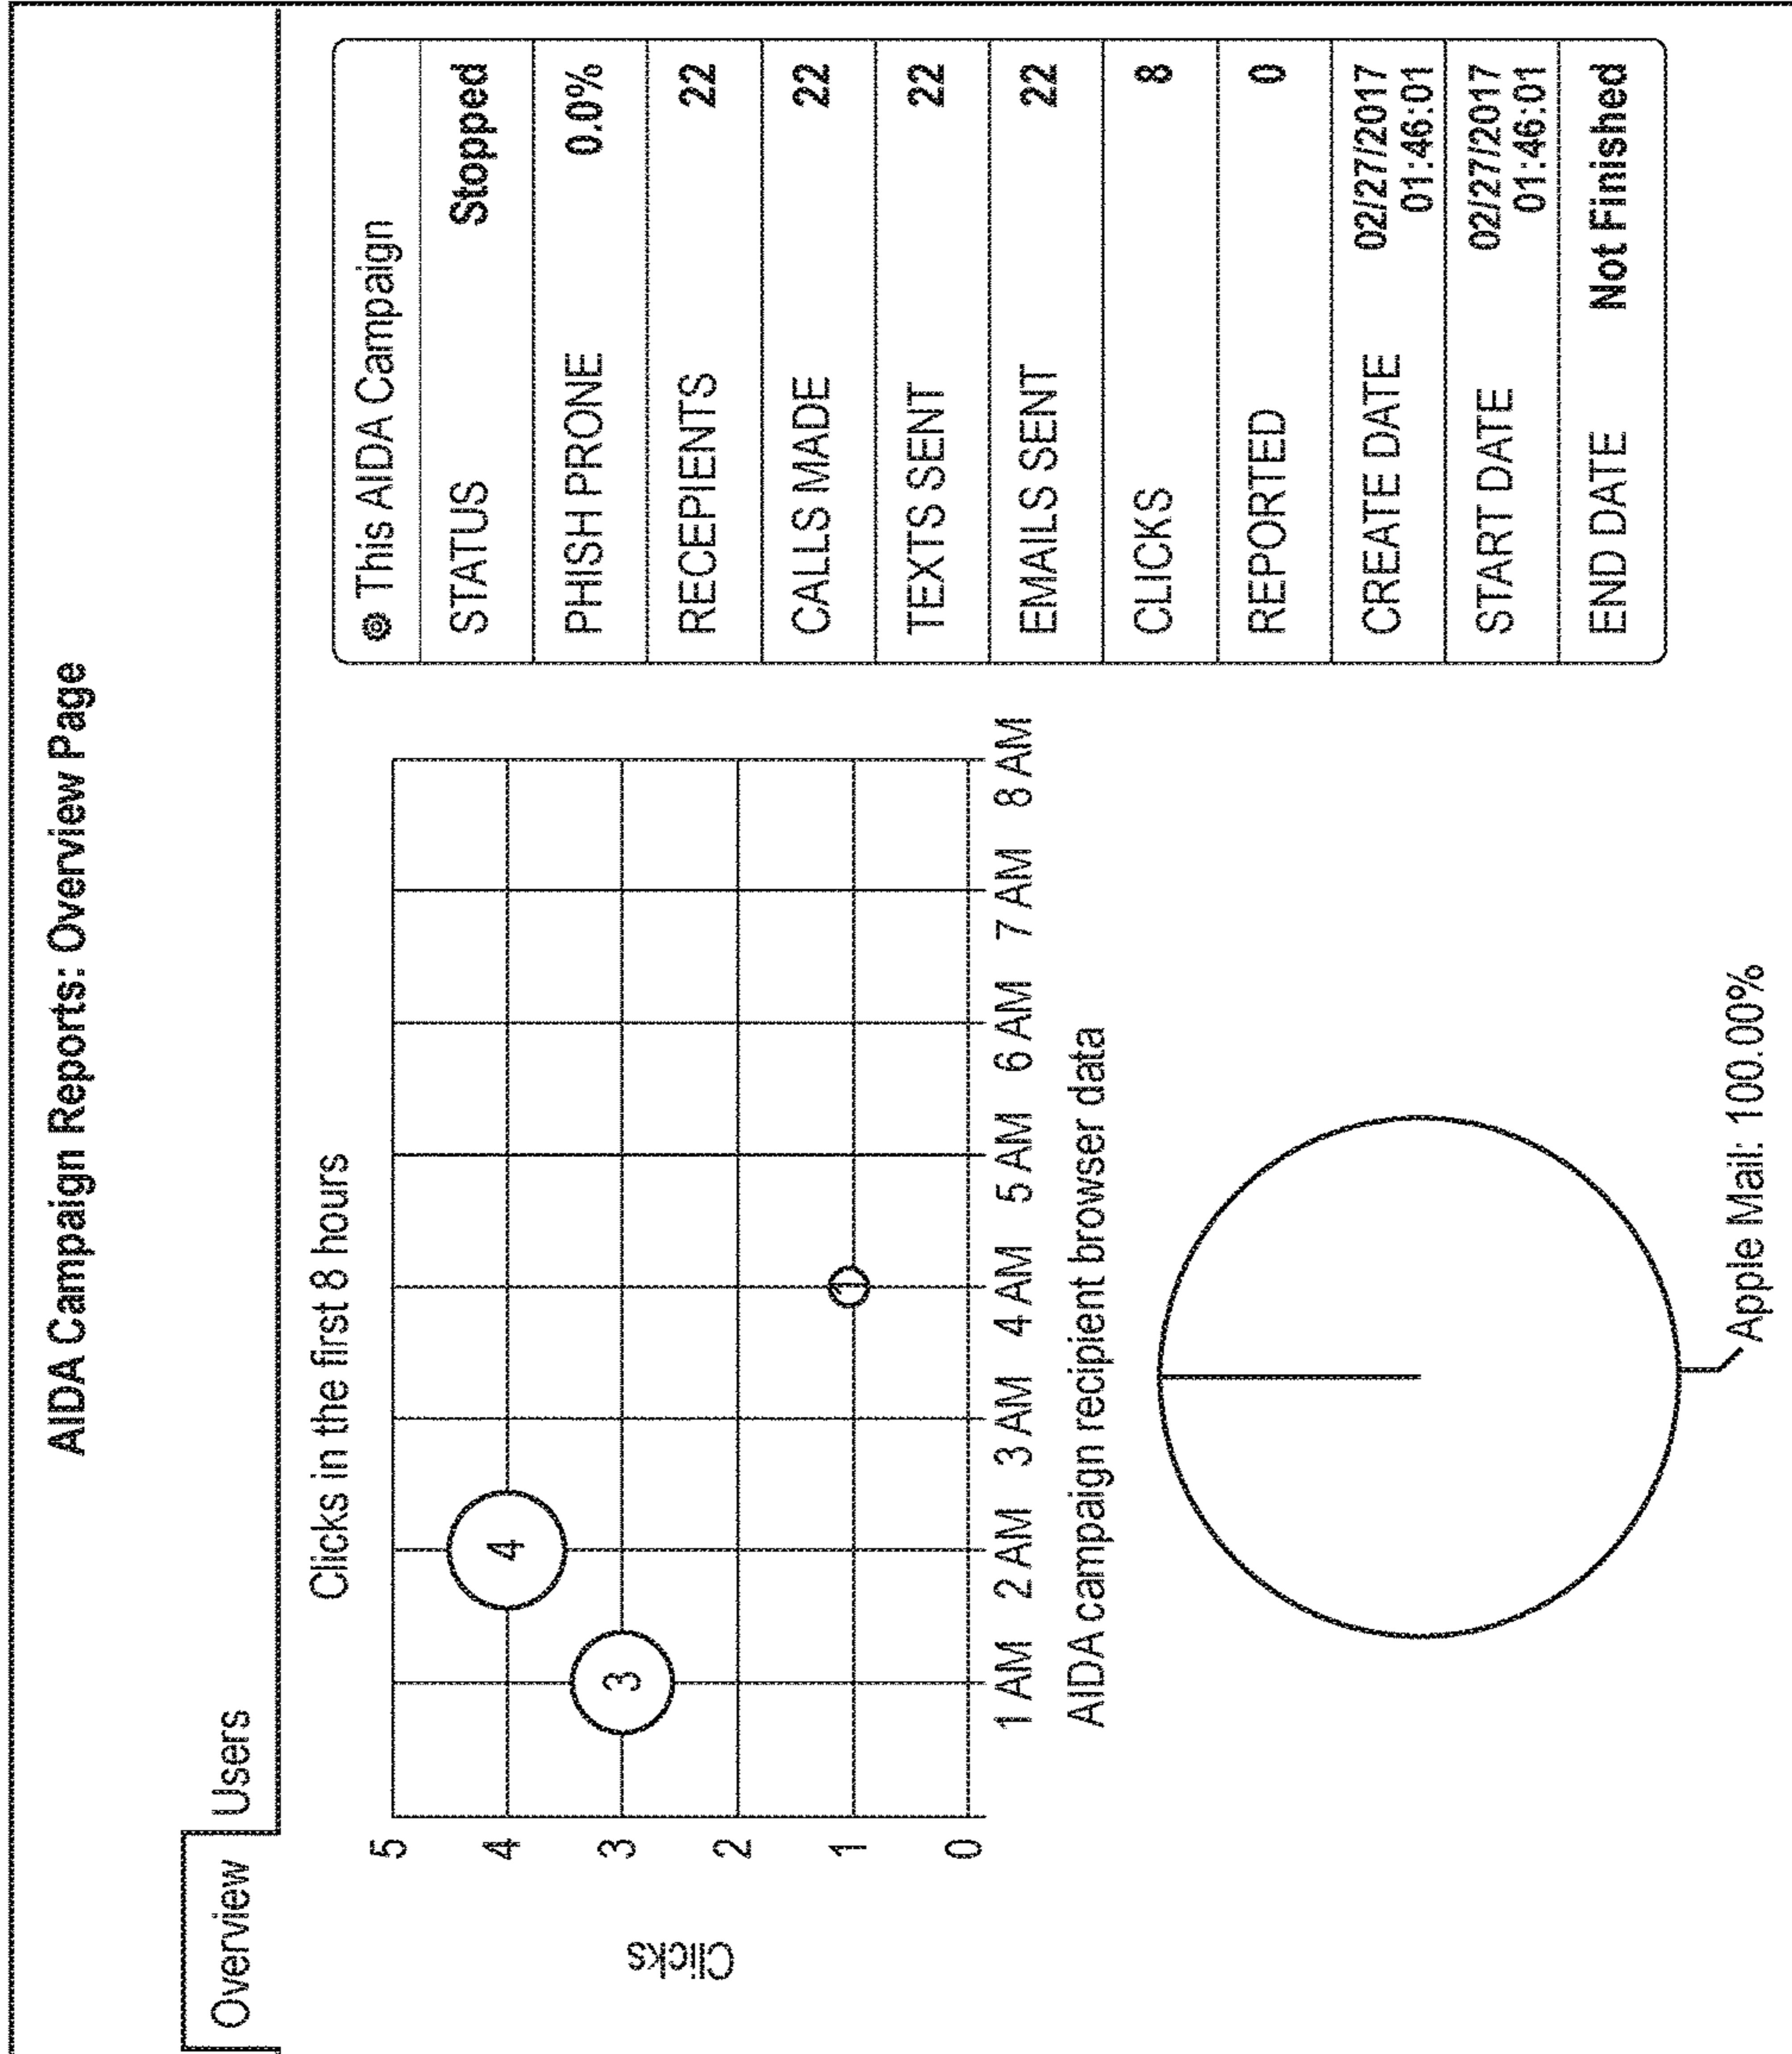 AIDA Campaign Reports: Overview Page
Overview Users
Clicks in the first 8 hours
Clicks
5
4
3
2
1
0
4
3
1
1 AM 2 AM 3 AM 4 AM 5 AM 6 AM 7 AM 8 AM
AIDA campaign recipient browser data
Apple Mail: 100.00%
This AIDA Campaign
STATUS Stopped
PHISH PRONE 0.0%
RECEPIENTS 22
CALLS MADE 22
TEXTS SENT 22
EMAILS SENT 22
CLICKS 8
REPORTED 0
CREATE DATE 02/27/2017
01:46:01
START DATE 02/27/2017
01:46:01
END DATE Not Finished